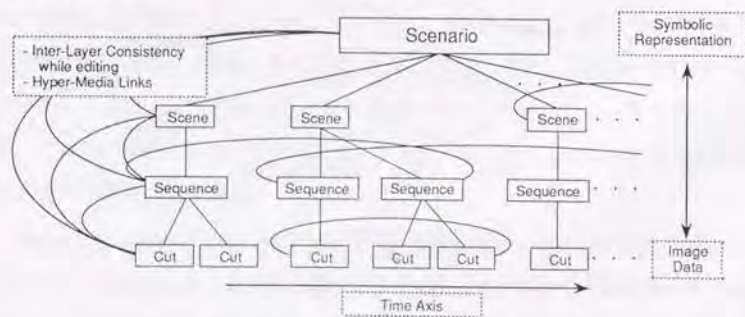 Scenario
Symbolic
Representation
- Inter-Layer Consistency
while editing
- Hyper-Media Links
Scene
Scene
Scene
Sequence
Sequence
Sequence
Sequence
Cut
Cut
Cut
Cut
Cut
Cut
Image
Data
Time Axis